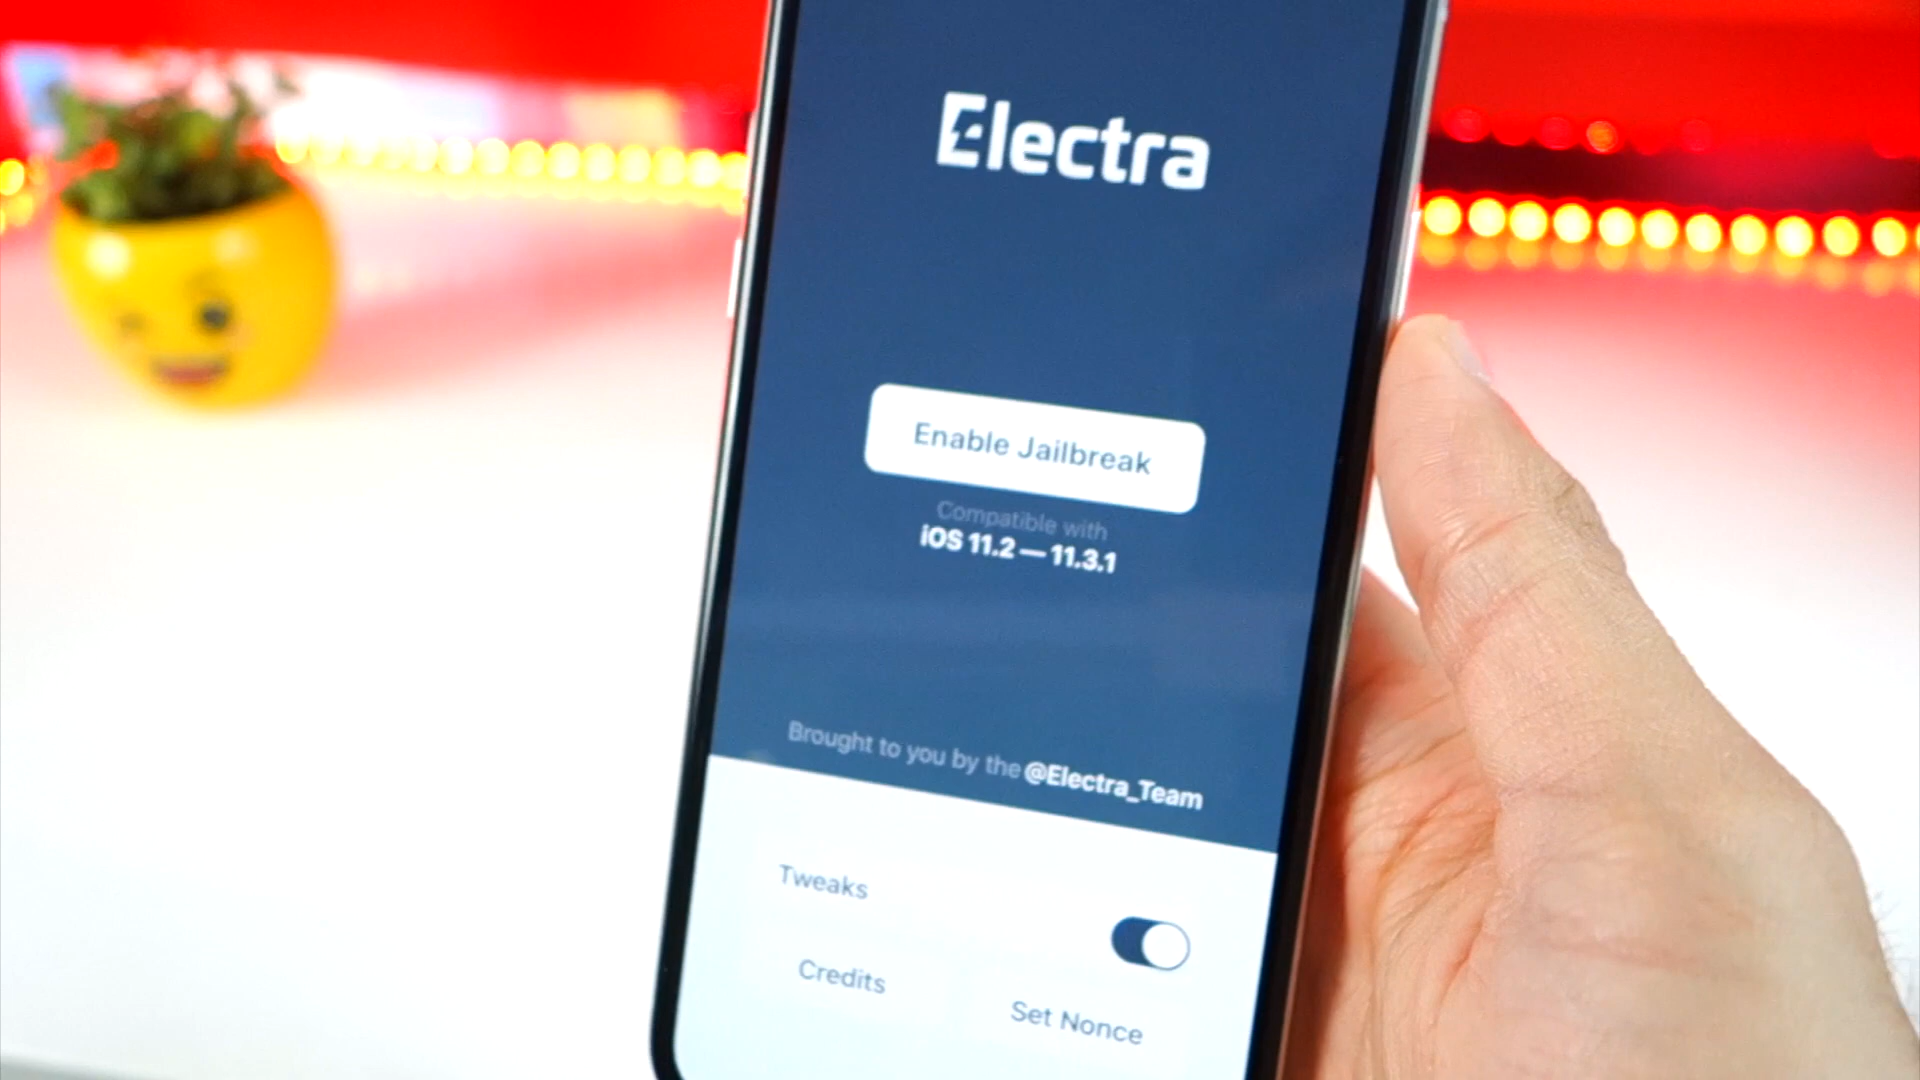 Electra
Enable Jailbreak
Compatible with
iOS 11.2 — 11.3.1
Brought to you by the @Electra_Team
Tweaks
Credits
Set Nonce